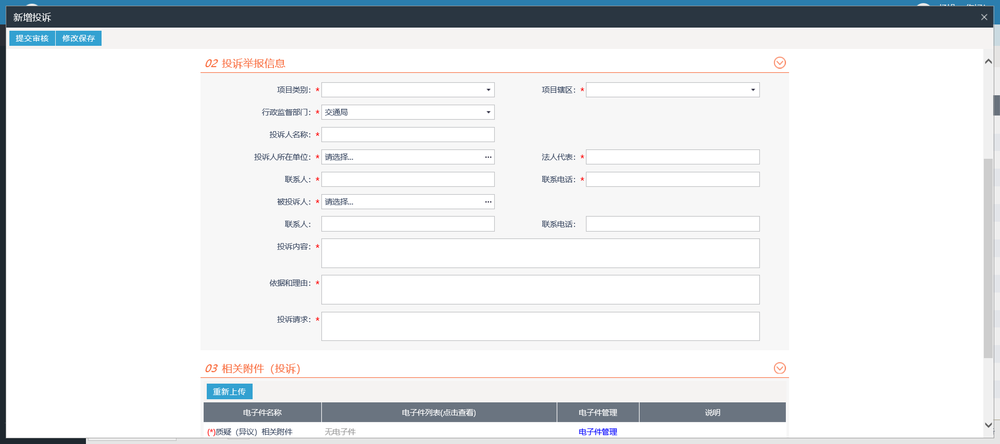 新增投诉
提交审核 修改保存
02 投诉举报信息
项目类别：* 项目辖区：*
行政监督部门：* 交通局
投诉人名称：*
投诉人所在单位：* 请选择... 法人代表：*
联系人：* 联系电话：*
被投诉人：* 请选择...
联系人： 联系电话：
投诉内容：*
依据和理由：*
投诉请求：*
03 相关附件（投诉）
重新上传
电子件名称 电子件列表(点击查看) 电子件管理 说明
(*)质疑（异议）相关附件 无电子件 电子件管理